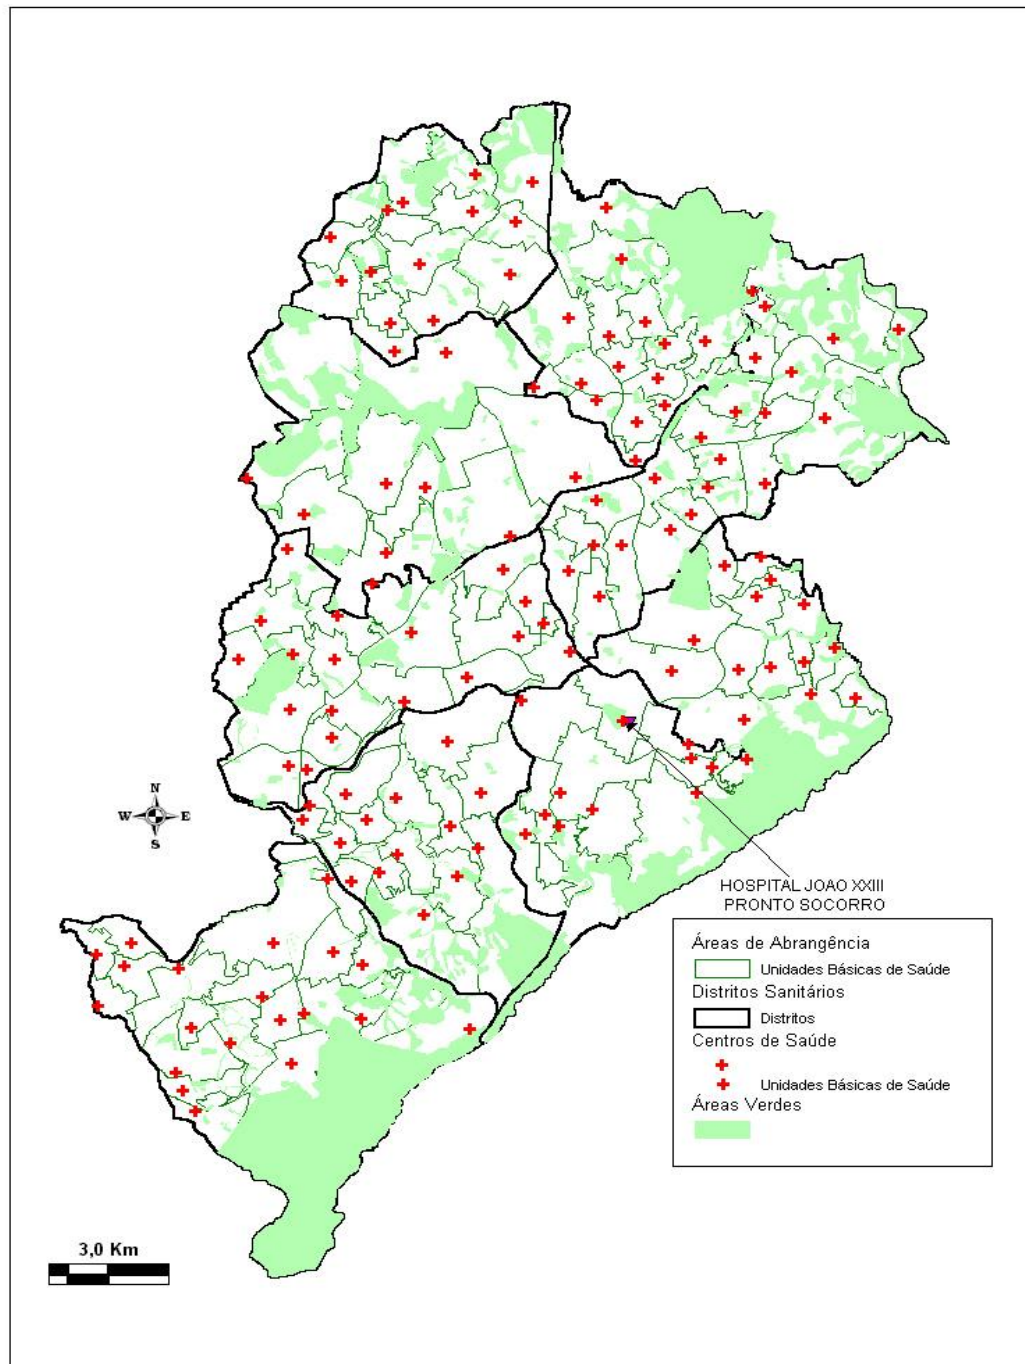 N
W E
S
HOSPITAL JOAO XXIII
PRONTO SOCORRO
Áreas de Abrangência
Unidades Básicas de Saúde
Distritos Sanitários
Distritos
Centros de Saúde
Unidades Básicas de Saúde
Áreas Verdes
3,0 Km